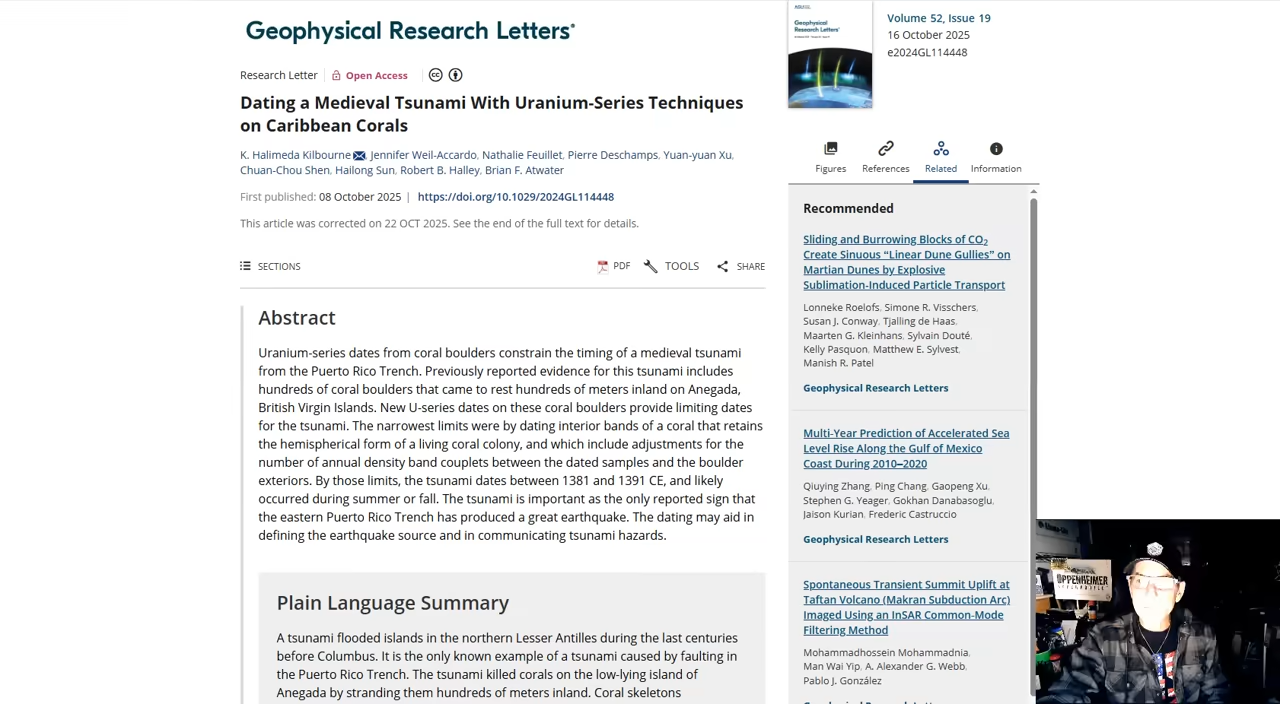 Geophysical Research Letters®
Research Letter
Open Access
Dating a Medieval Tsunami With Uranium-Series Techniques
on Caribbean Corals
K. Halimeda Kilbourne, Jennifer Weil-Accardo, Nathalie Feuillet, Pierre Deschamps, Yuan-yuan Xu,
Chuan-Chou Shen, Hailong Sun, Robert B. Halley, Brian F. Atwater
First published: 08 October 2025 | https://doi.org/10.1029/2024GL114448
This article was corrected on 22 OCT 2025. See the end of the full text for details.
SECTIONS
PDF
TOOLS
SHARE
Abstract
Uranium-series dates from coral boulders constrain the timing of a medieval tsunami
from the Puerto Rico Trench. Previously reported evidence for this tsunami includes
hundreds of coral boulders that came to rest hundreds of meters inland on Anegada,
British Virgin Islands. New U-series dates on these coral boulders provide limiting dates
for the tsunami. The narrowest limits were by dating interior bands of a coral that retains
the hemispherical form of a living coral colony, and which include adjustments for the
number of annual density band couplets between the dated samples and the boulder
exteriors. By those limits, the tsunami dates between 1381 and 1391 CE, and likely
occurred during summer or fall. The tsunami is important as the only reported sign that
the eastern Puerto Rico Trench has produced a great earthquake. The dating may aid in
defining the earthquake source and in communicating tsunami hazards.
Plain Language Summary
A tsunami flooded islands in the northern Lesser Antilles during the last centuries
before Columbus. It is the only known example of a tsunami caused by faulting in
the Puerto Rico Trench. The tsunami killed corals on the low-lying island of
Anegada by stranding them hundreds of meters inland. Coral skeletons
Geophysical
Research Letters
Volume 52, Issue 19
16 October 2025
e2024GL114448
Figures
References
Related
Information
Recommended
Sliding and Burrowing Blocks of CO₂
Create Sinuous “Linear Dune Gullies” on
Martian Dunes by Explosive
Sublimation-Induced Particle Transport
Lonneke Roelofs, Simone R. Visschers,
Susan J. Conway, Tjalling de Haas,
Maarten G. Kleinhans, Sylvain Douté,
Kelly Pasquon, Matthew E. Sylvest,
Manish R. Patel
Geophysical Research Letters
Multi-Year Prediction of Accelerated Sea
Level Rise Along the Gulf of Mexico
Coast During 2010–2020
Qiuying Zhang, Ping Chang, Gaopeng Xu,
Stephen G. Yeager, Gokhan Danabasoglu,
Jaison Kurian, Frederic Castruccio
Geophysical Research Letters
Spontaneous Transient Summit Uplift at
Taftan Volcano (Makran Subduction Arc)
Imaged Using an InSAR Common-Mode
Filtering Method
Mohammadhossein Mohammadnia,
Man Wai Yip, A. Alexander G. Webb,
Pablo J. González
OPPENHEIMER